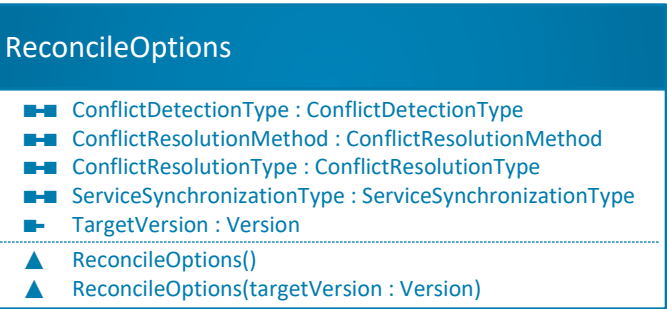 ReconcileOptions
ConflictDetectionType : ConflictDetectionType
ConflictResolutionMethod : ConflictResolutionMethod
ConflictResolutionType : ConflictResolutionType
ServiceSynchronizationType : ServiceSynchronizationType
TargetVersion : Version
ReconcileOptions()
ReconcileOptions(targetVersion : Version)